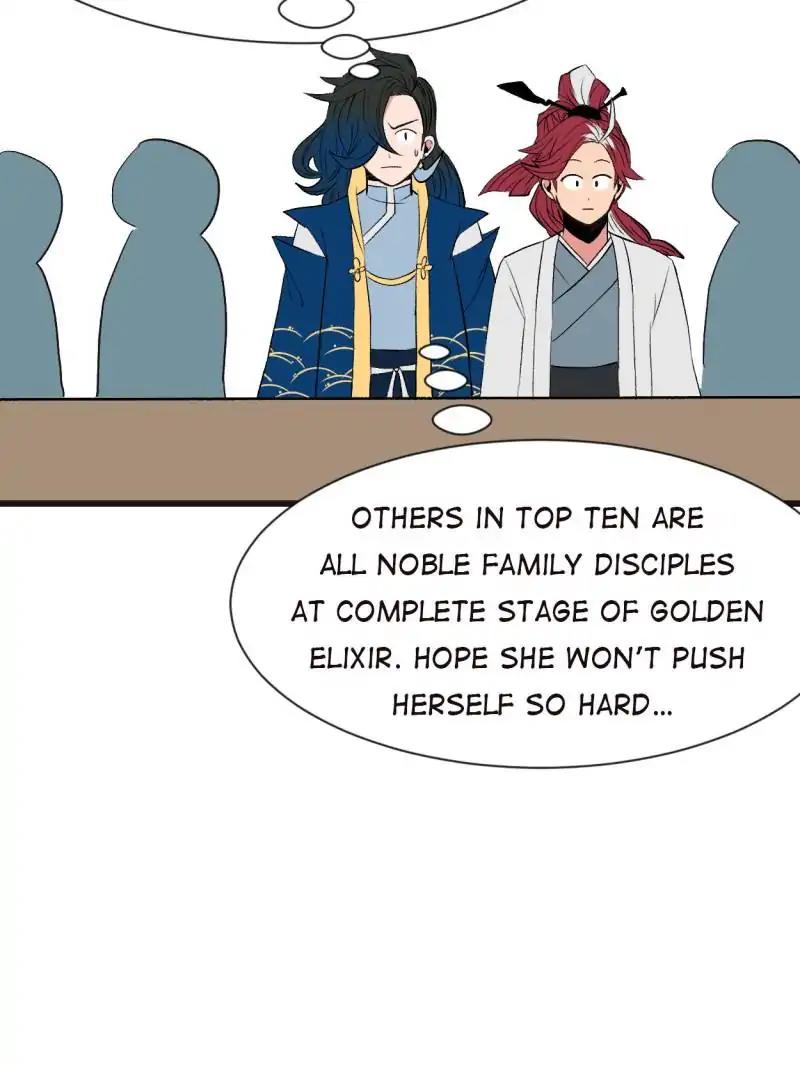 OTHERS IN TOP TEN ARE
ALL NOBLE FAMILY DISCIPLES
AT COMPLETE STAGE OF GOLDEN
ELIXIR. HOPE SHE WON'T PUSH
HERSELF SO HARD...